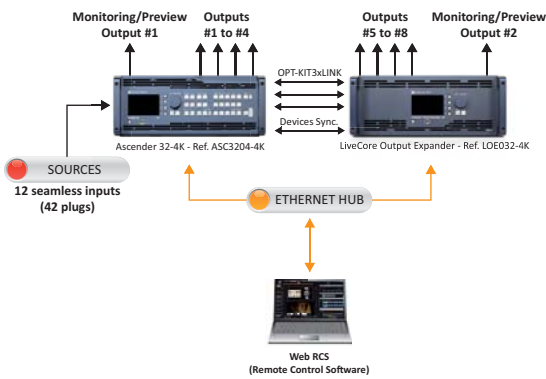 Monitoring/Preview
Output #1
Outputs
#1 to #4
Outputs
#5 to #8
Monitoring/Preview
Output #2
OPT-KIT3xLINK
Devices Sync.
Ascender 32-4K - Ref. ASC3204-4K
LiveCore Output Expander - Ref. LOE032-4K
SOURCES
12 seamless inputs
(42 plugs)
ETHERNET HUB
Web RCS
(Remote Control Software)